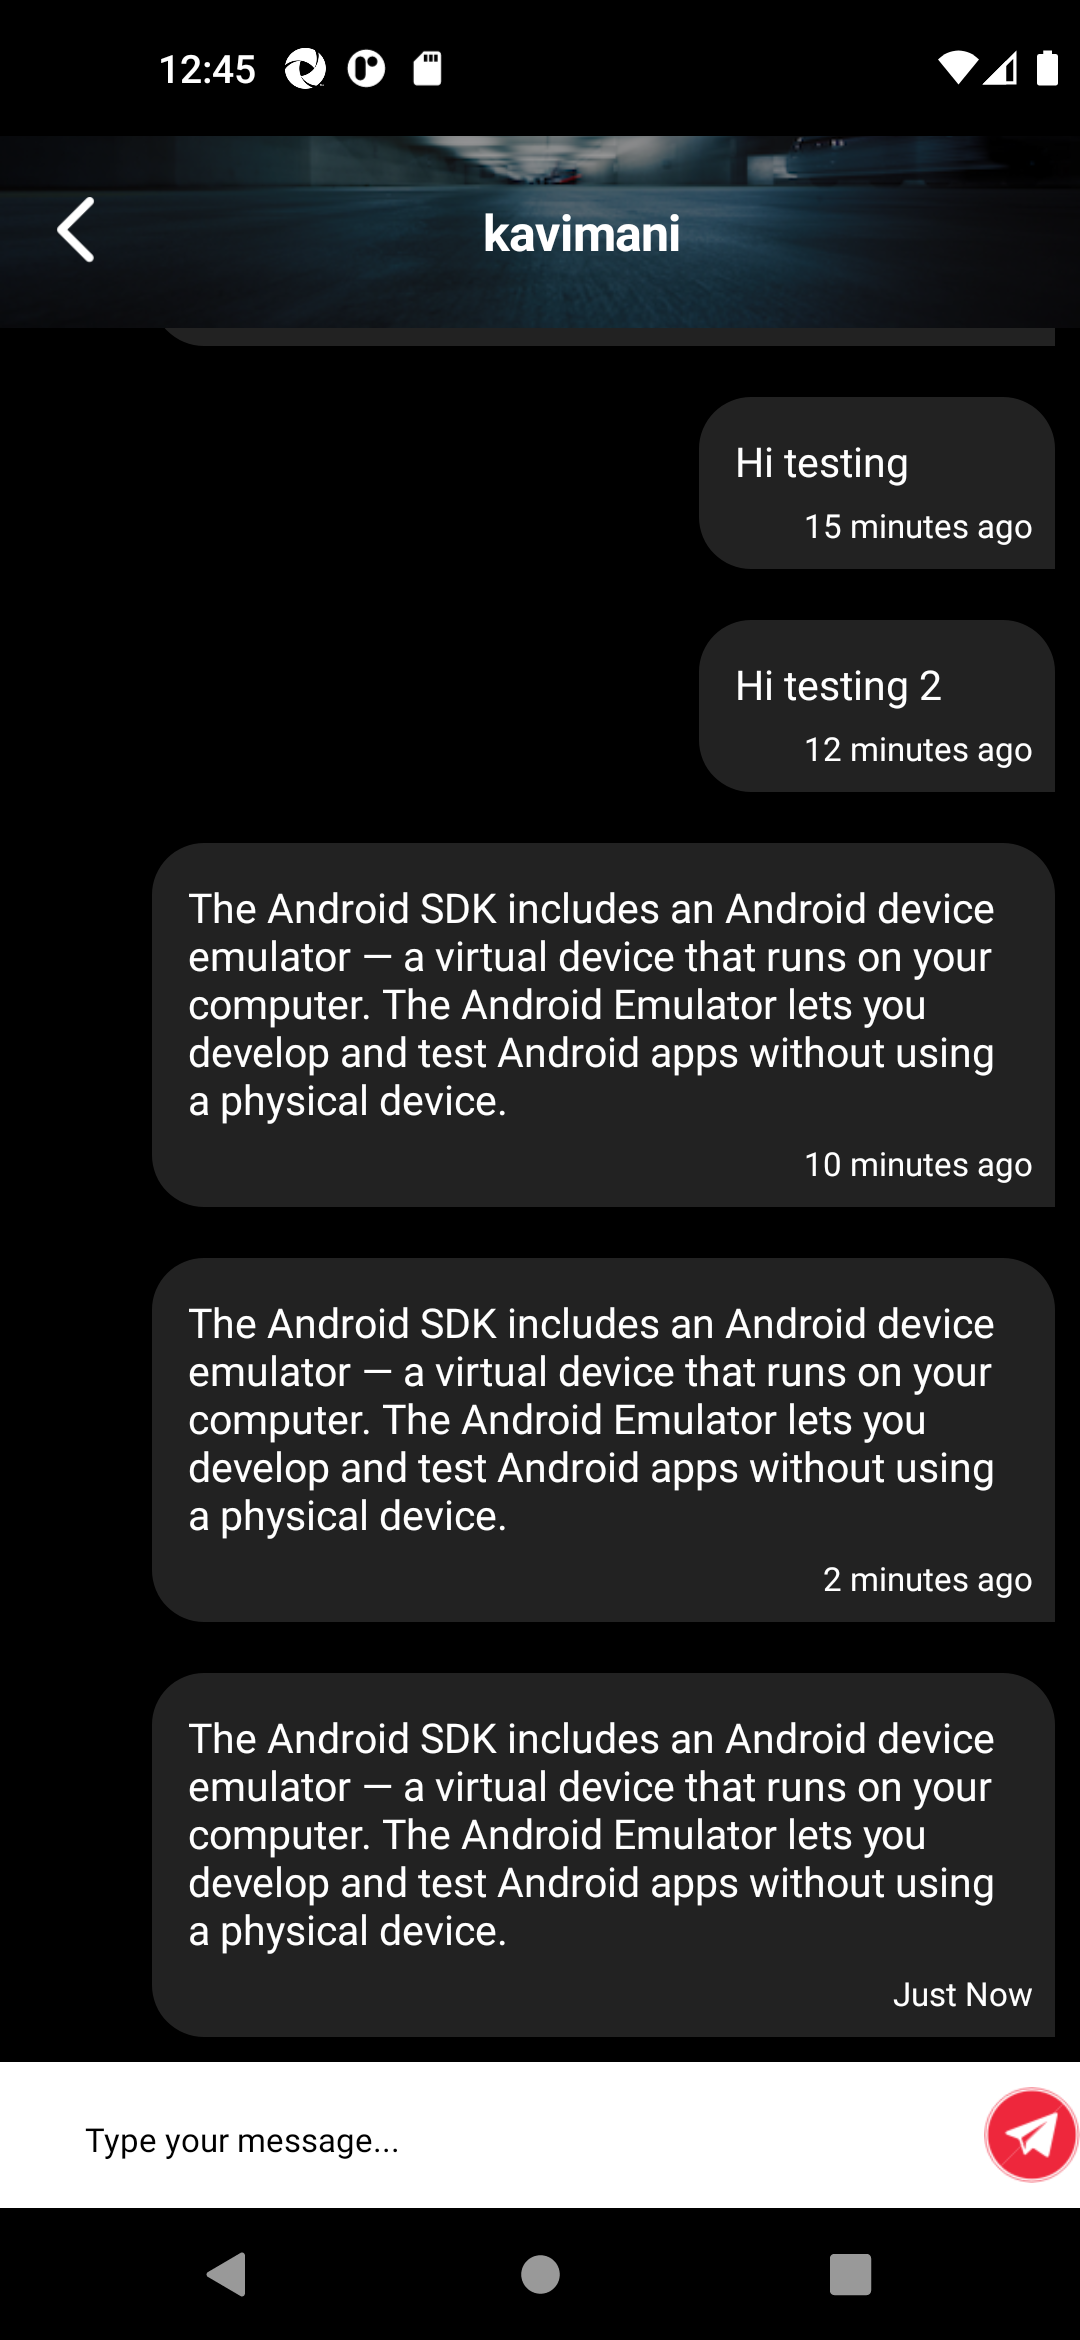 12:45
kavimani
Hi testing
15 minutes ago
Hi testing 2
12 minutes ago
The Android SDK includes an Android device
emulator — a virtual device that runs on your
computer. The Android Emulator lets you
develop and test Android apps without using
a physical device.
10 minutes ago
The Android SDK includes an Android device
emulator — a virtual device that runs on your
computer. The Android Emulator lets you
develop and test Android apps without using
a physical device.
2 minutes ago
The Android SDK includes an Android device
emulator — a virtual device that runs on your
computer. The Android Emulator lets you
develop and test Android apps without using
a physical device.
Just Now
Type your message...